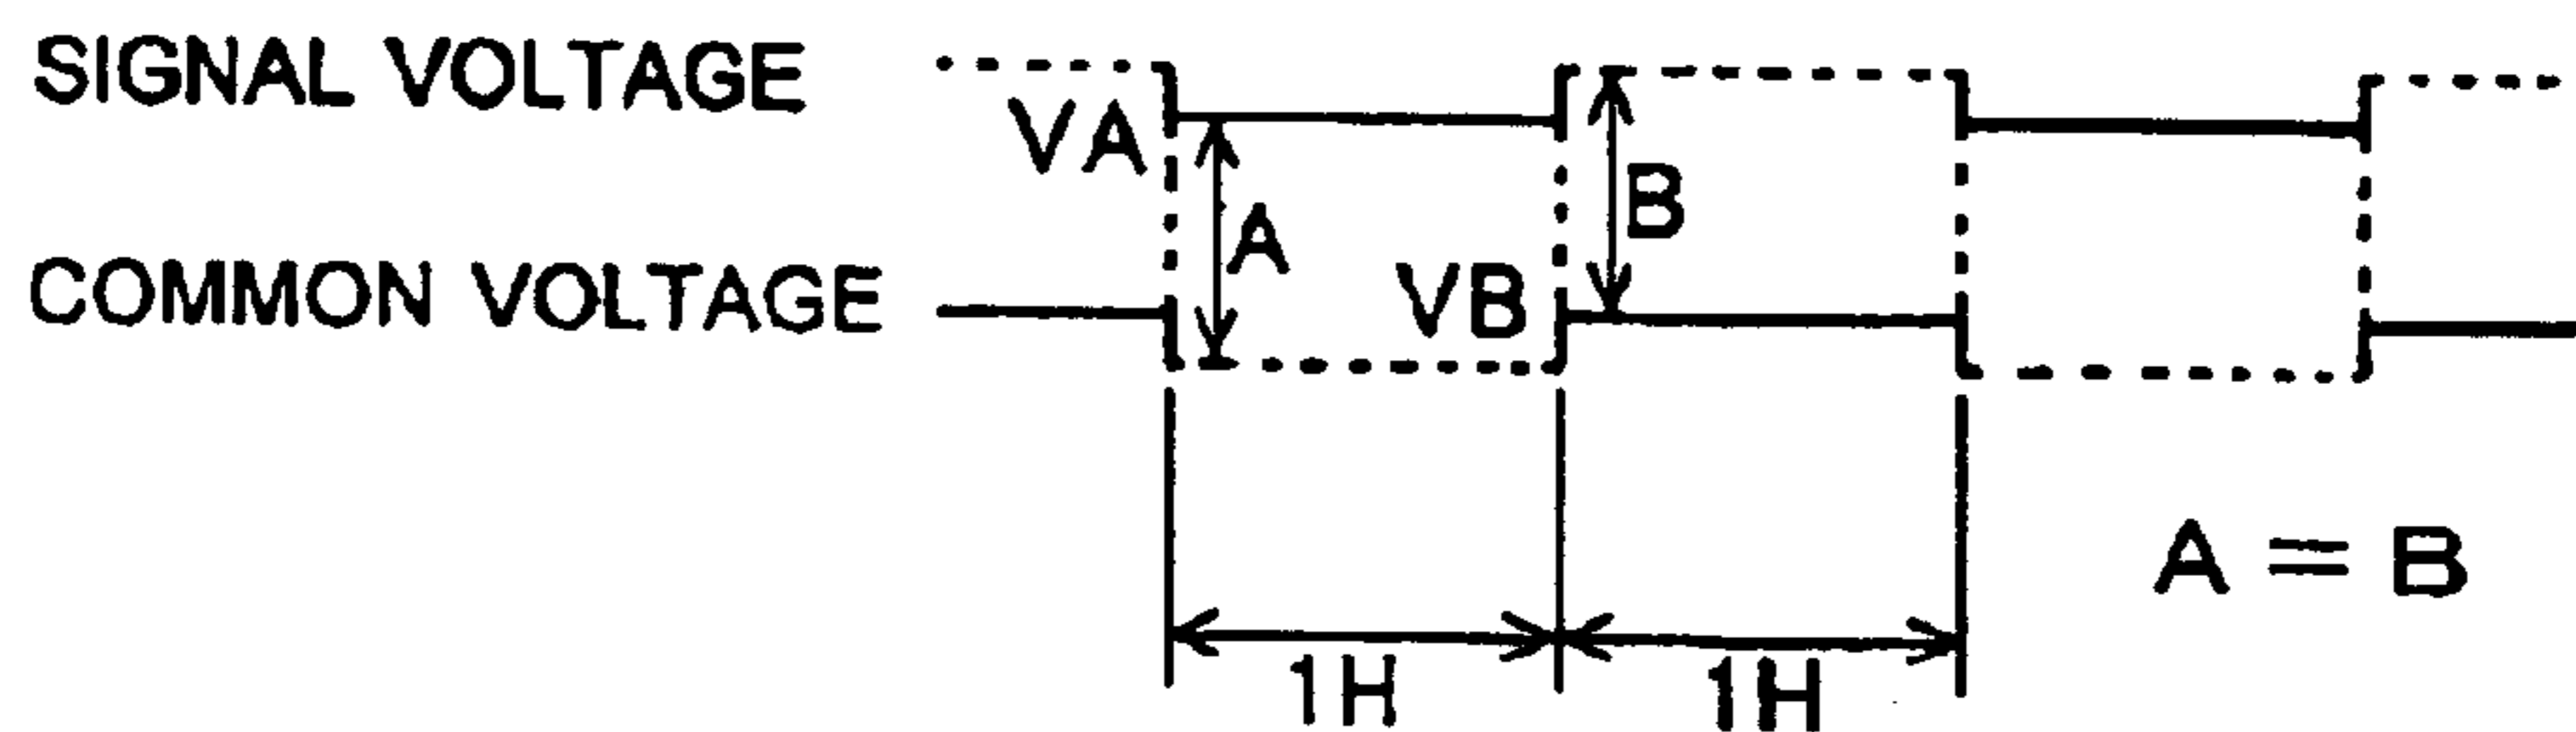 SIGNAL VOLTAGE
VA
A
B
COMMON VOLTAGE
VB
A = B
1H
1H